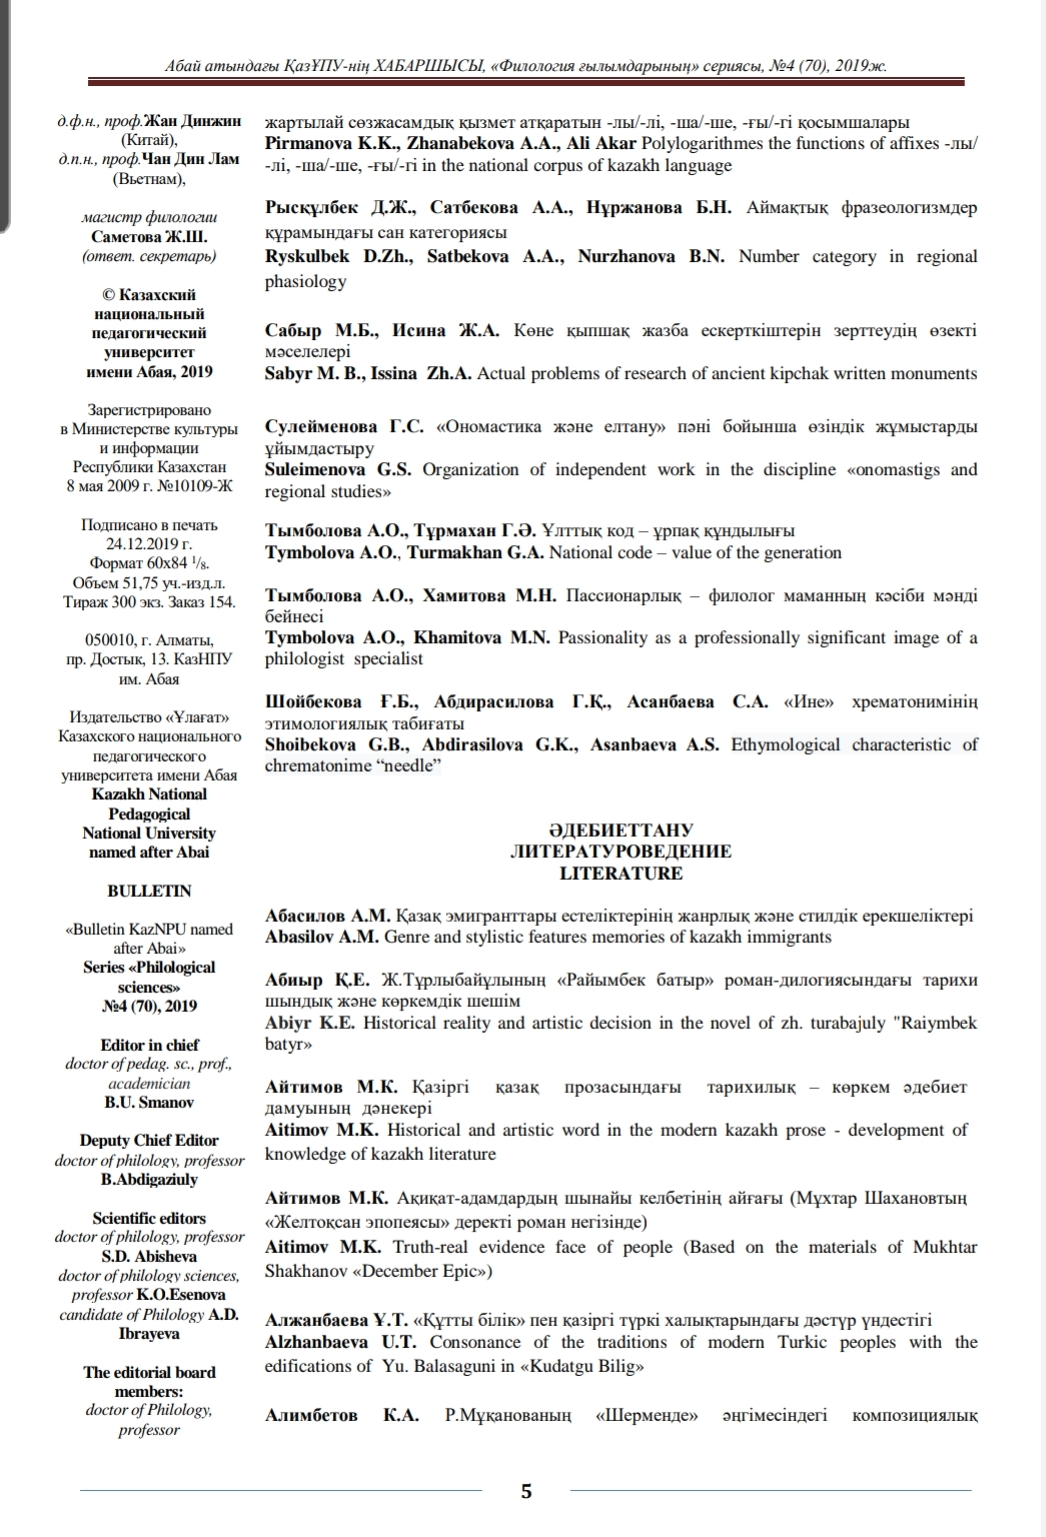 Абай атындағы ҚазҰПУ-нің ХАБАРШЫСЫ, «Филология ғылымдарының» сериясы, №4 (70), 2019ж.
д.ф.н., проф.Жан Динжин
(Китай),
д.п.н., проф.Чан Дин Лам
(Вьетнам),
магистр филологии
Саметова Ж.Ш.
(ответ. секретарь)
© Казахский
национальный
педагогический
университет
имени Абая, 2019
Зарегистрировано
в Министерстве культуры
и информации
Республики Казахстан
8 мая 2009 г. №10109-Ж
Подписано в печать
24.12.2019 г.
Формат 60х84 ¹/₈.
Объем 51,75 уч.-изд.л.
Тираж 300 экз. Заказ 154.
050010, г. Алматы,
пр. Достык, 13. КазНПУ
им. Абая
Издательство «Ұлағат»
Казахского национального
педагогического
университета имени Абая
Kazakh National
Pedagogical
National University
named after Abai
BULLETIN
«Bulletin KazNPU named
after Abai»
Series «Philological
sciences»
№4 (70), 2019
Editor in chief
doctor of pedag. sc., prof.,
academician
B.U. Smanov
Deputy Chief Editor
doctor of philology, professor
B.Abdigaziuly
Scientific editors
doctor of philology, professor
S.D. Abisheva
doctor of philology sciences,
professor K.O.Esenova
candidate of Philology A.D.
Ibrayeva
The editorial board
members:
doctor of Philology,
professor
жартылай сөзжасамдық қызмет атқаратын -лы/-лі, -ша/-ше, -ғы/-гі қосымшалары
Pirmanova K.K., Zhanabekova A.A., Ali Akar Polylogarithmes the functions of affixes -лы/
-лі, -ша/-ше, -ғы/-гі in the national corpus of kazakh language
Рысқұлбек Д.Ж., Сатбекова А.А., Нұржанова Б.Н. Аймақтық фразеологизмдер
құрамындағы сан категориясы
Ryskulbek D.Zh., Satbekova A.A., Nurzhanova B.N. Number category in regional
phasiology
Сабыр М.Б., Исина Ж.А. Көне қыпшақ жазба ескерткіштерін зерттеудің өзекті
мәселелері
Sabyr M. B., Issina Zh.A. Actual problems of research of ancient kipchak written monuments
Сулейменова Г.С. «Ономастика және елтану» пәні бойынша өзіндік жұмыстарды
ұйымдастыру
Suleimenova G.S. Organization of independent work in the discipline «onomastigs and
regional studies»
Тымболова А.О., Тұрмахан Г.Ә. Ұлттық код – ұрпақ құндылығы
Tymbolova A.O., Turmakhan G.A. National code – value of the generation
Тымболова А.О., Хамитова М.Н. Пассионарлық – филолог маманның кәсіби мәнді
бейнесі
Tymbolova A.O., Khamitova M.N. Passionality as a professionally significant image of a
philologist specialist
Шойбекова Ғ.Б., Абдирасилова Г.Қ., Асанбаева С.А. «Ине» хрематонимінің
этимологиялық табиғаты
Shoibekova G.B., Abdirasilova G.K., Asanbaeva A.S. Ethymological characteristic of
chrematonime “needle”
ӘДЕБИЕТТАНУ
ЛИТЕРАТУРОВЕДЕНИЕ
LITERATURE
Абасилов А.М. Қазақ эмигранттары естеліктерінің жанрлық және стилдік ерекшеліктері
Abasilov A.M. Genre and stylistic features memories of kazakh immigrants
Абиыр Қ.Е. Ж.Тұрлыбайұлының «Райымбек батыр» роман-дилогиясындағы тарихи
шындық және көркемдік шешім
Abiyr K.E. Historical reality and artistic decision in the novel of zh. turabajuly "Raiymbek
batyr»
Айтимов М.К. Қазіргі қазақ прозасындағы тарихилық – көркем әдебиет
дамуының дәнекері
Aitimov M.K. Historical and artistic word in the modern kazakh prose - development of
knowledge of kazakh literature
Айтимов М.К. Ақиқат-адамдардың шынайы келбетінің айғағы (Мұхтар Шахановтың
«Желтоқсан эпопеясы» деректі роман негізінде)
Aitimov M.K. Truth-real evidence face of people (Based on the materials of Mukhtar
Shakhanov «December Epic»)
Алжанбаева Ұ.Т. «Құтты білік» пен қазіргі түркі халықтарындағы дәстүр үндестігі
Alzhanbaeva U.T. Consonance of the traditions of modern Turkic peoples with the
edifications of Yu. Balasaguni in «Kudatgu Bilig»
Алимбетов К.А. Р.Мұқанованың «Шерменде» әңгімесіндегі композициялық
5